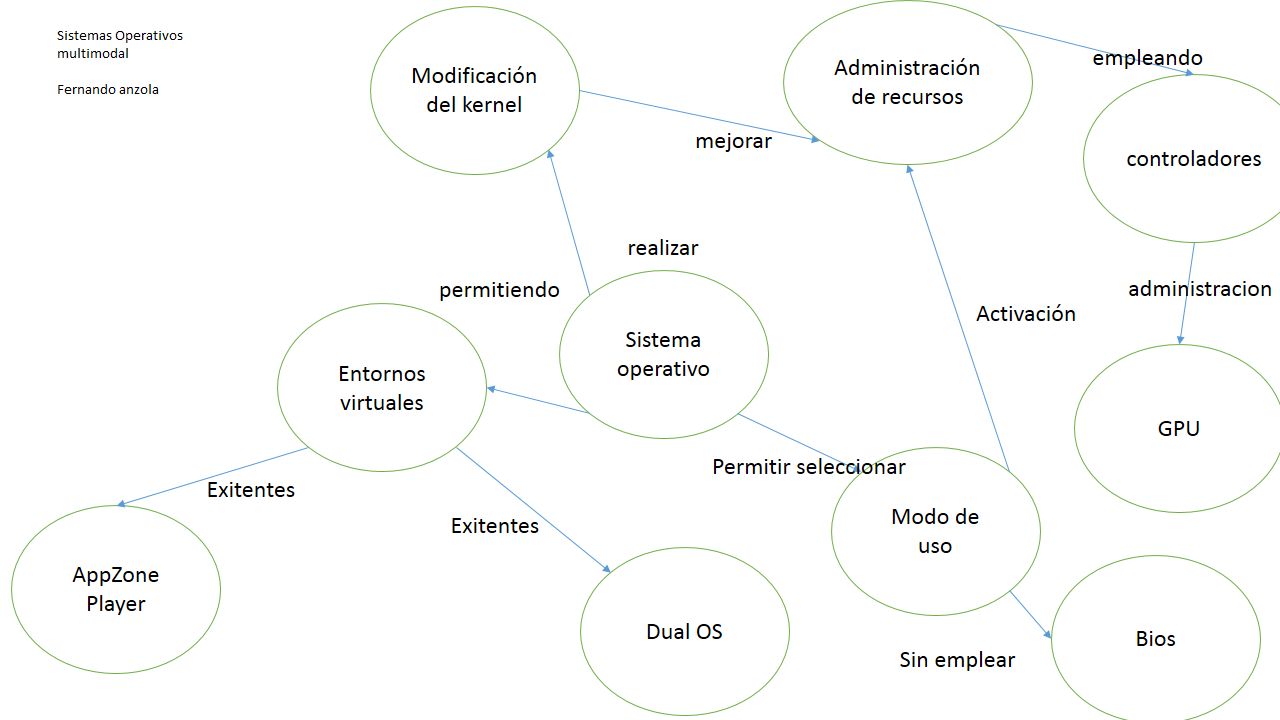 Sistemas Operativos
multimodal
Fernando anzola
Modificación
del kernel
Administración
de recursos
empleando
mejorar
controladores
realizar
permitiendo
administracion
Activación
Sistema
operativo
Entornos
virtuales
GPU
Permitir seleccionar
Exitentes
Exitentes
Modo de
uso
AppZone
Player
Dual OS
Bios
Sin emplear